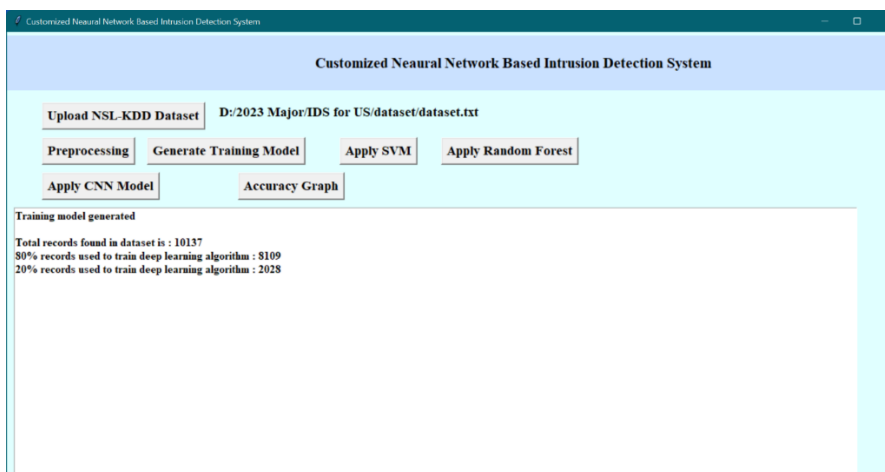 Customized Neaural Network Based Intrusion Detection System
Customized Neaural Network Based Intrusion Detection System
Upload NSL-KDD Dataset D:/2023 Major/IDS for US/dataset/dataset.txt
Preprocessing Generate Training Model Apply SVM Apply Random Forest
Apply CNN Model Accuracy Graph
Training model generated
Total records found in dataset is : 10137
80% records used to train deep learning algorithm : 8109
20% records used to train deep learning algorithm : 2028